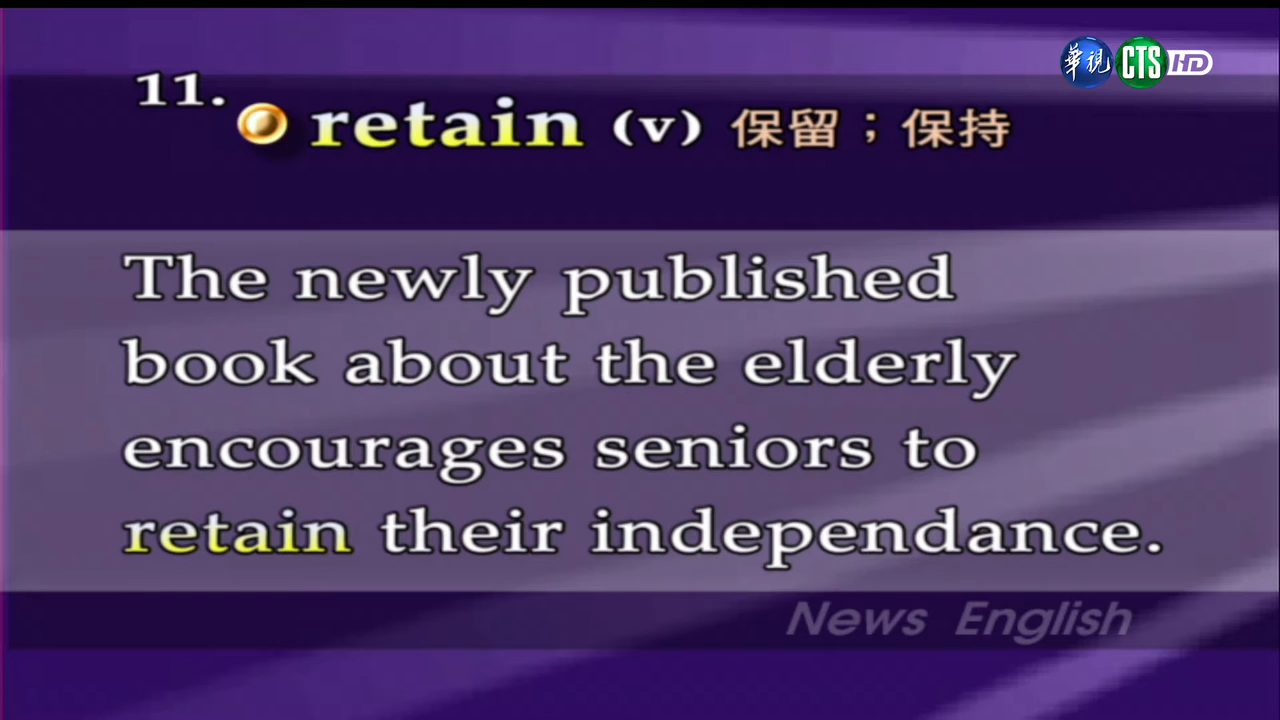 華視 CTS HD
11. retain (v) 保留；保持
The newly published
book about the elderly
encourages seniors to
retain their independance.
News English